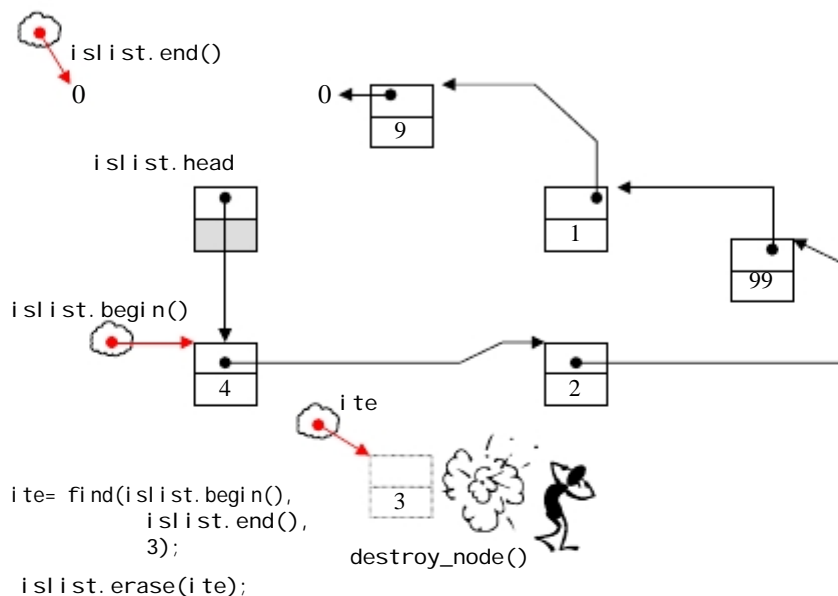 islist.end()
0
0
9
islist.head
1
99
islist.begin()
4
2
ite
3
ite= find(islist.begin(),
islist.end(),
3);
destroy_node()
islist.erase(ite);